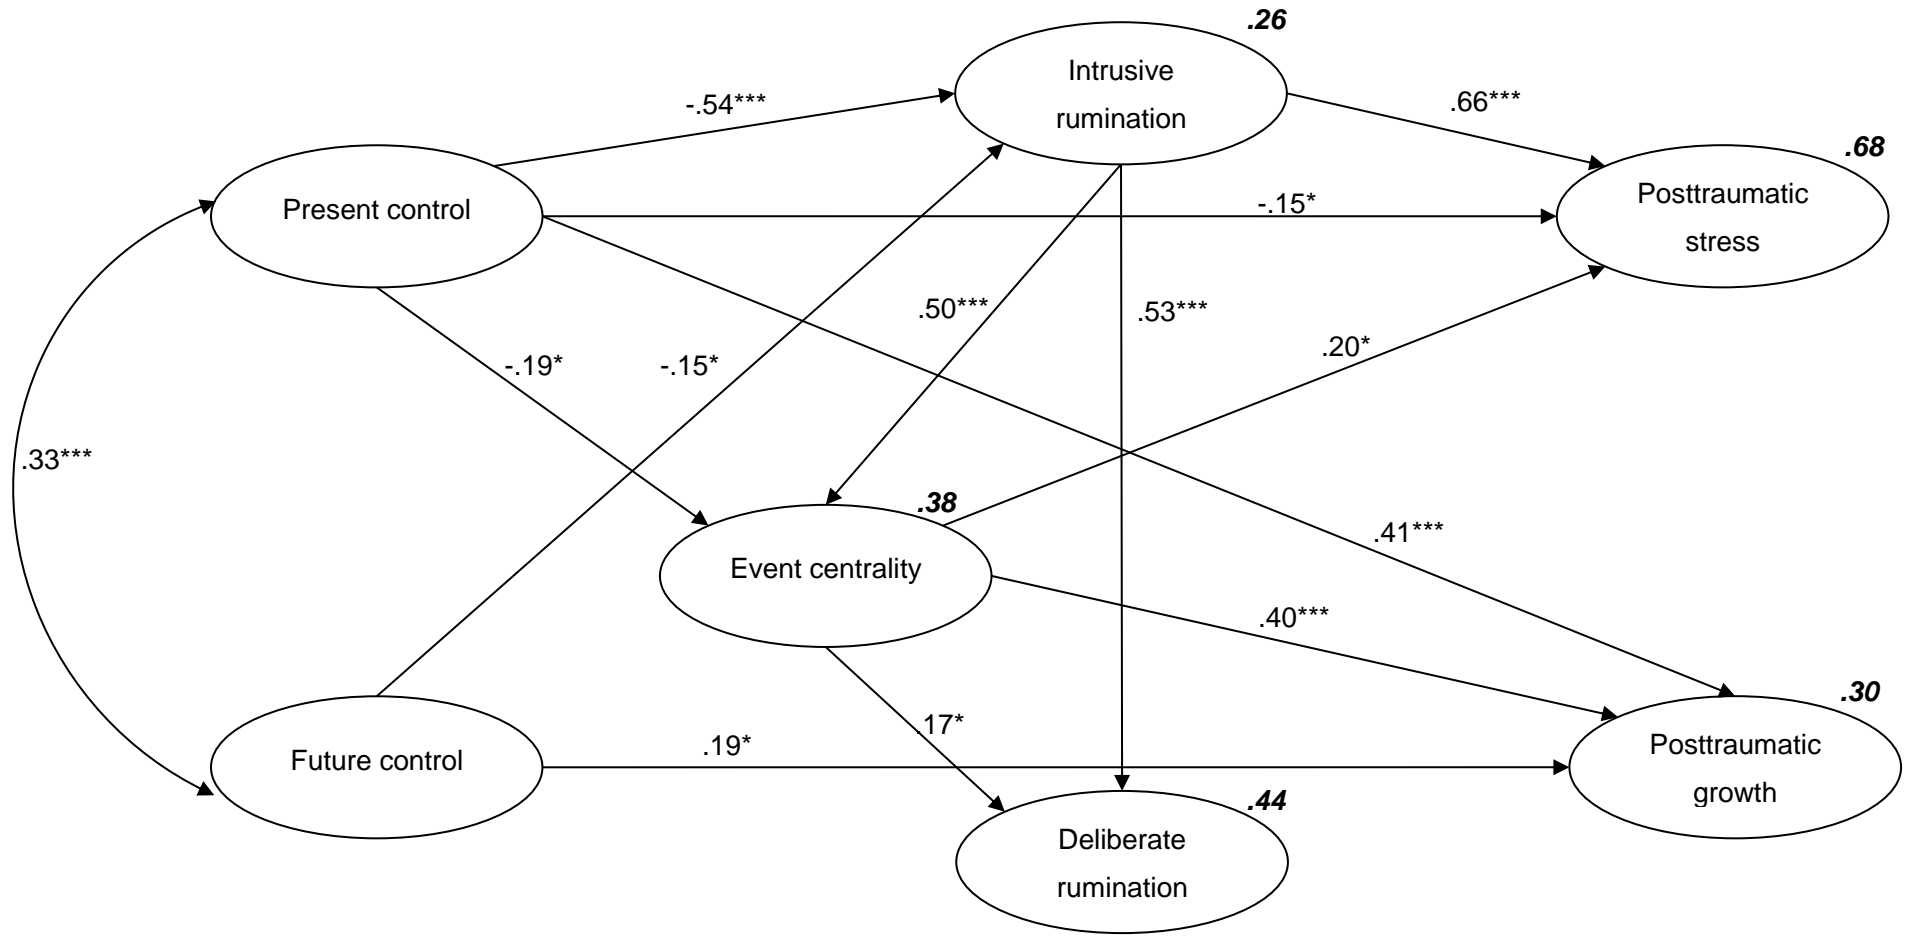 .26
Intrusive
rumination
-.54***
.66***
.68
Posttraumatic
stress
Present control
-.15*
.50***
.53***
.20*
-.19*
-.15*
.33***
.38
Event centrality
.41***
.40***
.30
Posttraumatic
growth
.17*
.19*
Future control
.44
Deliberate
rumination